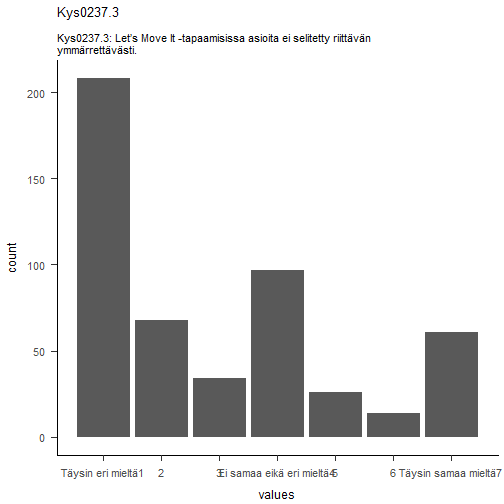 Kys0237.3
Kys0237.3: Let's Move It -tapaamisissa asioita ei selitetty riittävän
ymmärrettävästi.
200
150
100
50
0
count
Täysin eri mieltä1 2 3 Ei samaa eikä eri mieltä4 5 6 Täysin samaa mieltä7
values